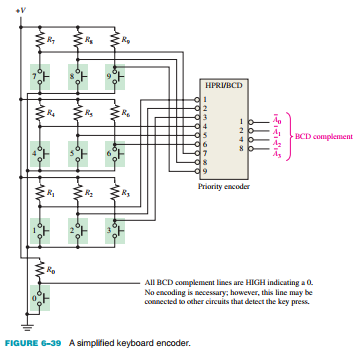 +V
R₇ R₈ R₉
7 8 9
R₄ R₅ R₆
4 5 6
R₁ R₂ R₃
1 2 3
R₀
0
HPRI/BCD
1
2
3
4
5
6
7
8
9
1 Ā₀
2 Ā₁
4 Ā₂
8 Ā₃
BCD complement
Priority encoder
All BCD complement lines are HIGH indicating a 0.
No encoding is necessary; however, this line may be
connected to other circuits that detect the key press.
FIGURE 6–39 A simplified keyboard encoder.